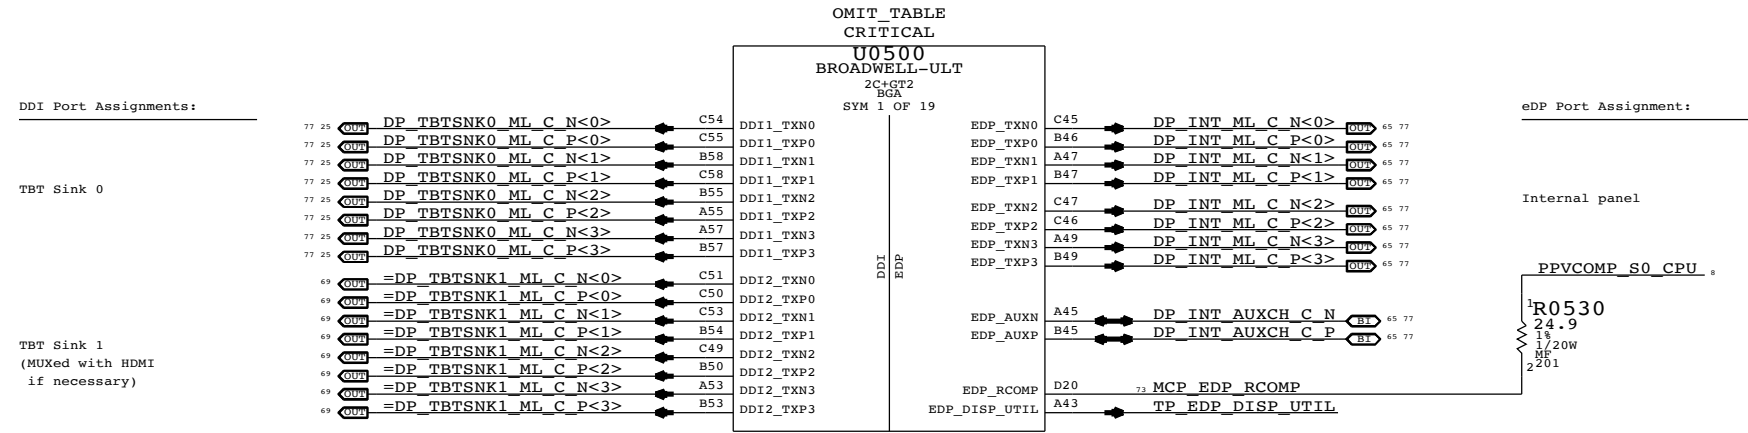 OMIT_TABLE
CRITICAL
U0500
BROADWELL-ULT
2C+GT2
BGA
SYM 1 OF 19
DDI Port Assignments:
eDP Port Assignment:
77 25 OUT DP_TBTSNK0_ML_C_N<0> C54 DDI1_TXN0
77 25 OUT DP_TBTSNK0_ML_C_P<0> C55 DDI1_TXP0
77 25 OUT DP_TBTSNK0_ML_C_N<1> B58 DDI1_TXN1
77 25 OUT DP_TBTSNK0_ML_C_P<1> C58 DDI1_TXP1
TBT Sink 0
77 25 OUT DP_TBTSNK0_ML_C_N<2> B55 DDI1_TXN2
77 25 OUT DP_TBTSNK0_ML_C_P<2> A55 DDI1_TXP2
77 25 OUT DP_TBTSNK0_ML_C_N<3> A57 DDI1_TXN3
77 25 OUT DP_TBTSNK0_ML_C_P<3> B57 DDI1_TXP3
69 OUT =DP_TBTSNK1_ML_C_N<0> C51 DDI2_TXN0
69 OUT =DP_TBTSNK1_ML_C_P<0> C50 DDI2_TXP0
69 OUT =DP_TBTSNK1_ML_C_N<1> C53 DDI2_TXN1
69 OUT =DP_TBTSNK1_ML_C_P<1> B54 DDI2_TXP1
TBT Sink 1
(MUXed with HDMI
if necessary)
69 OUT =DP_TBTSNK1_ML_C_N<2> C49 DDI2_TXN2
69 OUT =DP_TBTSNK1_ML_C_P<2> B50 DDI2_TXP2
69 OUT =DP_TBTSNK1_ML_C_N<3> A53 DDI2_TXN3
69 OUT =DP_TBTSNK1_ML_C_P<3> B53 DDI2_TXP3
DDI
EDP
EDP_TXN0 C45 DP_INT_ML_C_N<0> OUT 65 77
EDP_TXP0 B46 DP_INT_ML_C_P<0> OUT 65 77
EDP_TXN1 A47 DP_INT_ML_C_N<1> OUT 65 77
EDP_TXP1 B47 DP_INT_ML_C_P<1> OUT 65 77
EDP_TXN2 C47 DP_INT_ML_C_N<2> OUT 65 77
EDP_TXP2 C46 DP_INT_ML_C_P<2> OUT 65 77
EDP_TXN3 A49 DP_INT_ML_C_N<3> OUT 65 77
EDP_TXP3 B49 DP_INT_ML_C_P<3> OUT 65 77
Internal panel
EDP_AUXN A45 DP_INT_AUXCH_C_N BI 65 77
EDP_AUXP B45 DP_INT_AUXCH_C_P BI 65 77
EDP_RCOMP D20 73 MCP_EDP_RCOMP
EDP_DISP_UTIL A43 TP_EDP_DISP_UTIL
PPVCOMP_S0_CPU 8
1 R0530
24.9
1%
1/20W
MF
2 201